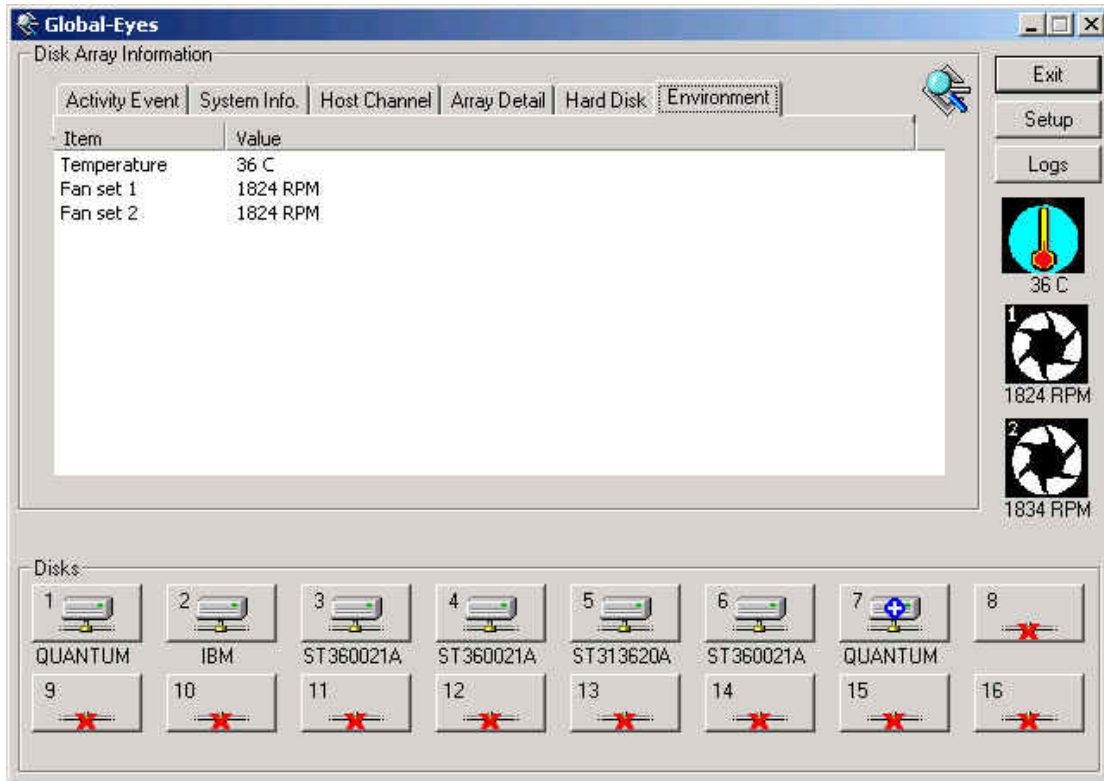 Global-Eyes
Disk Array Information
Activity Event System Info. Host Channel Array Detail Hard Disk Environment
Item Value
Temperature 36 C
Fan set 1 1824 RPM
Fan set 2 1824 RPM
Exit
Setup
Logs
36 C
1
1824 RPM
2
1834 RPM
Disks
1 2 3 4 5 6 7 8
QUANTUM IBM ST360021A ST360021A ST313620A ST360021A QUANTUM
9 10 11 12 13 14 15 16